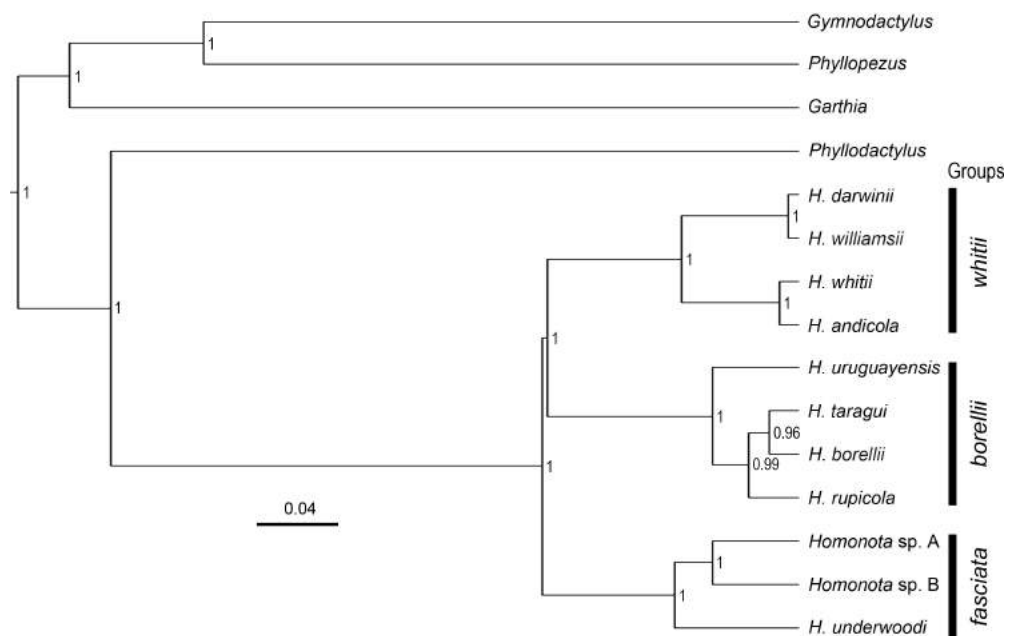 Gymnodactylus
1
Phyllopezus
1
Garthia
Phyllodactylus
Groups
1
H. darwinii
1
H. williamsii
1
H. whitii
1
H. andicola
whitii
1
1
H. uruguayensis
H. taragui
1
0.96
H. borellii
0.99
H. rupicola
borellii
1
0.04
Homonota sp. A
1
Homonota sp. B
1
H. underwoodi
fasciata